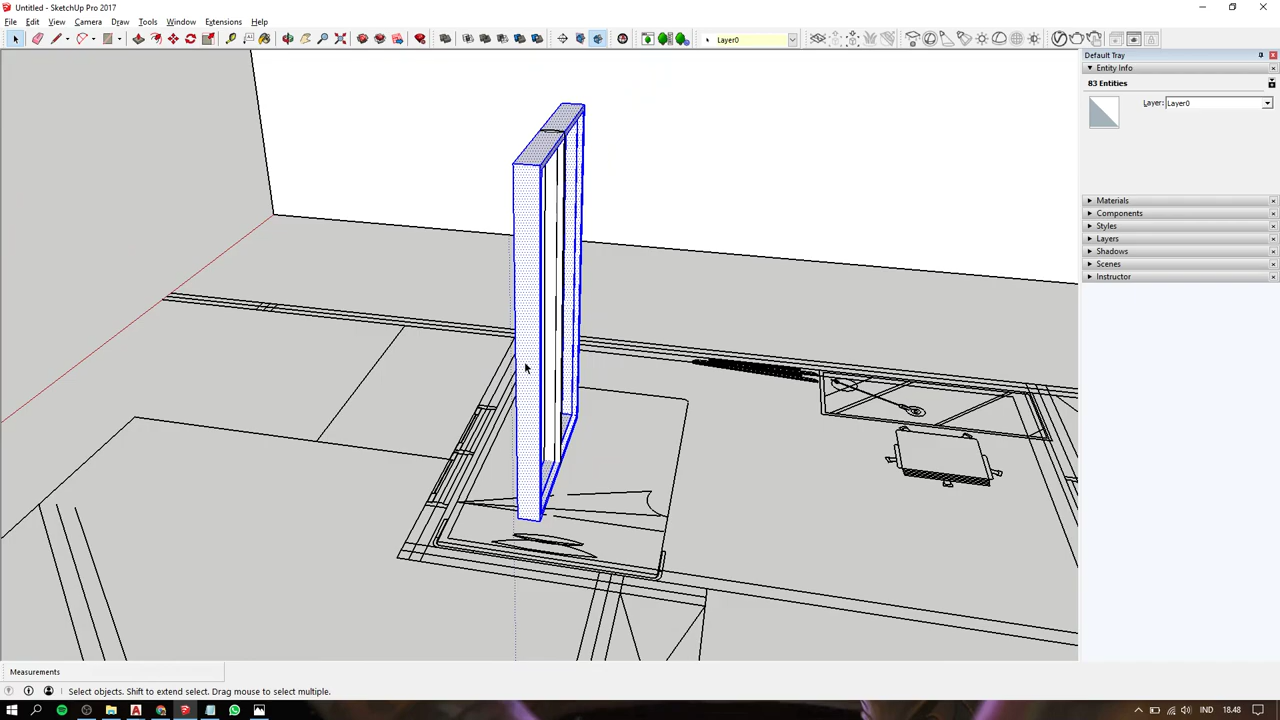 Untitled - SketchUp Pro 2017
File Edit View Camera Draw Tools Window Extensions Help
Layer0
Default Tray
Entity Info
83 Entities
Layer: Layer0
Materials
Components
Styles
Layers
Shadows
Scenes
Instructor
Measurements
Select objects. Shift to extend select. Drag mouse to select multiple.
IND
18.48